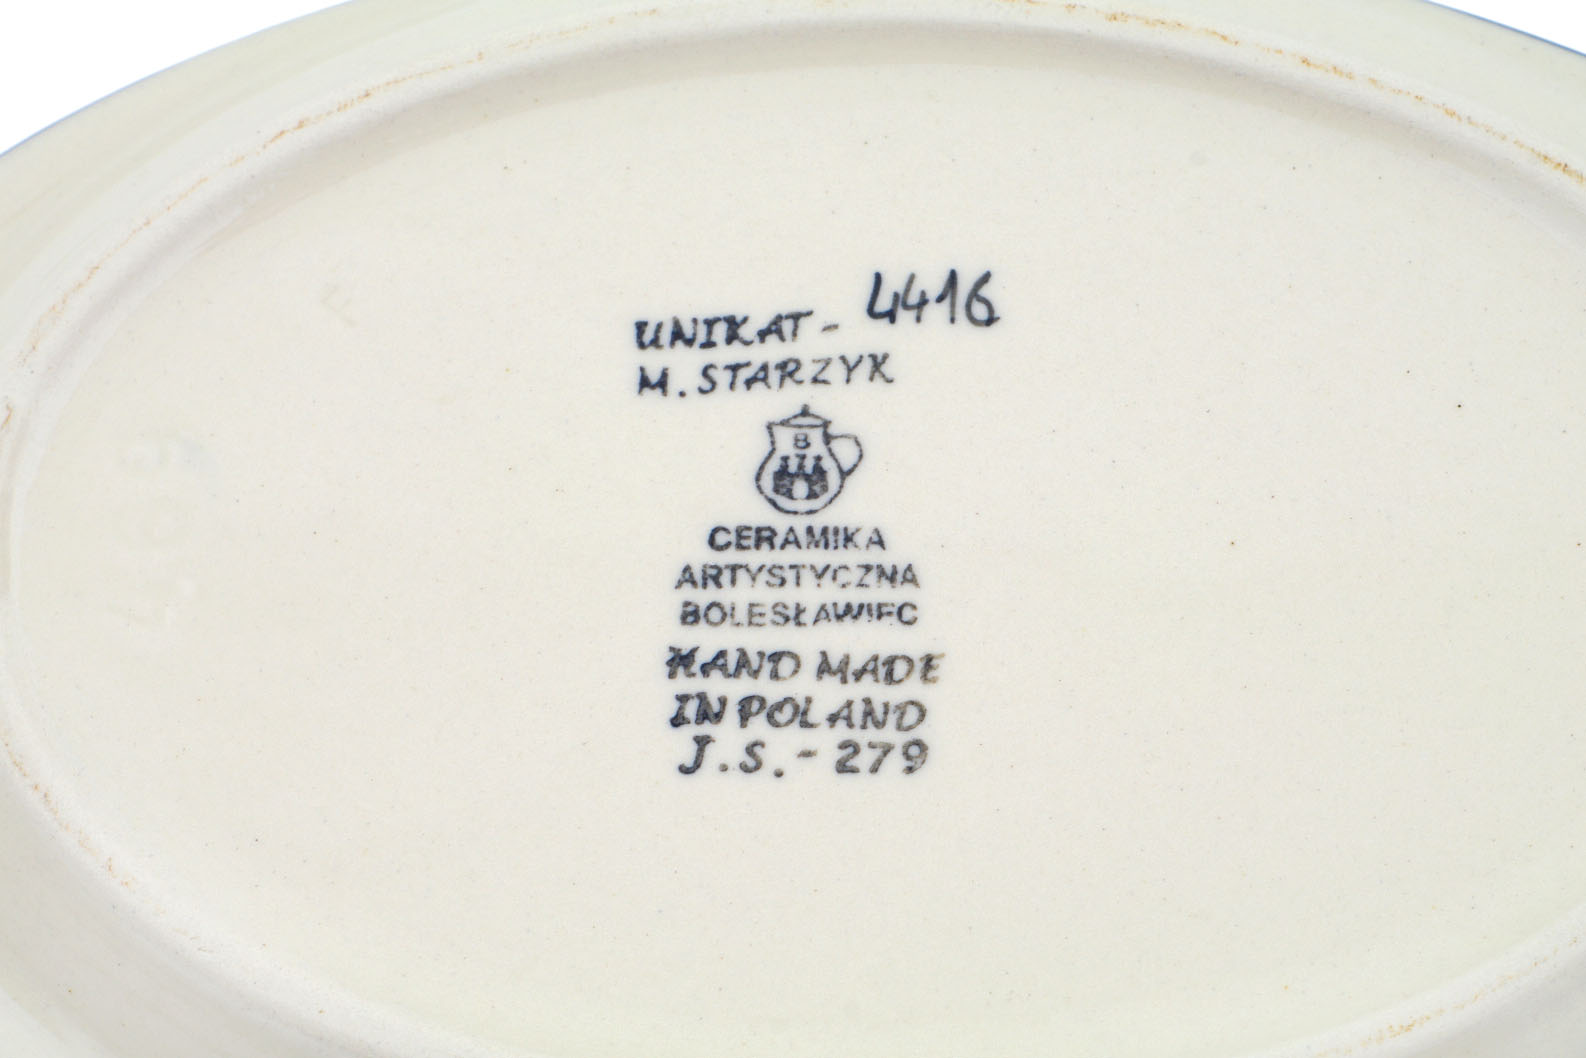 UNIKAT - 4416
M. STARZYK
B
CERAMIKA
ARTYSTYCZNA
BOLESŁAWIEC
HAND MADE
IN POLAND
J.S. - 279